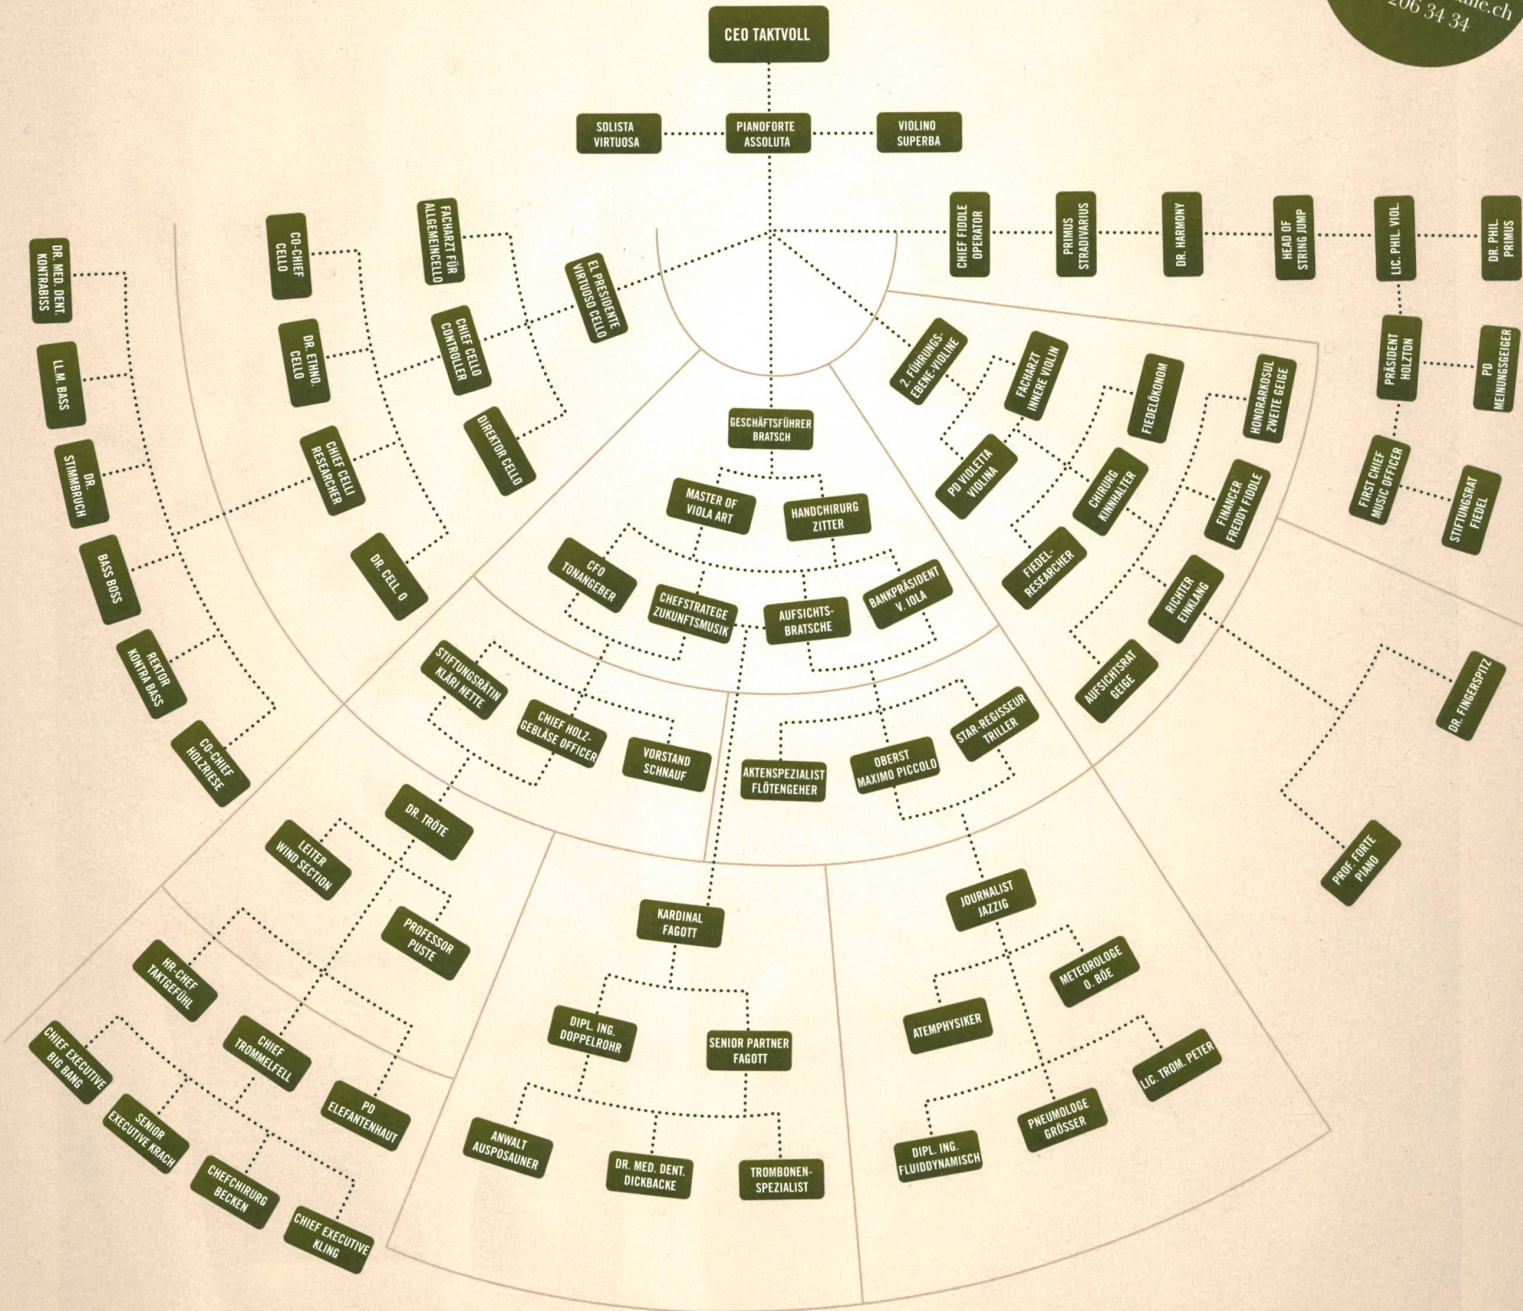 ...ale.ch
206 34 34
CEO TAKTVOLL
SOLISTA
VIRTUOSA
PIANOFORTE
ASSOLUTA
VIOLINO
SUPERBA
CHIEF FIDDLE
OPERATOR
PRIMUS
STRADIVARIUS
DR. HARMONY
HEAD OF
STRING JUMP
LIC. PHIL. VIOL.
DR. PHIL.
PRIMUS
PRÄSIDENT
HOLZTON
PD
MEINUNGSGEIGER
FIRST CHIEF
MUSIC OFFICER
STIFTUNGSRAT
FIEDEL
DR. MED. DENT.
KONTRABISS
LL.M. BASS
DR.
STIMMBRUCH
BASS BOSS
REKTOR
KONTRA BASS
CO-CHIEF
HOLZRIESE
CO-CHIEF
CELLO
DR. ETHNO.
CELLO
CHIEF CELLI
RESEARCHER
DR. CELL. O
FACHARZT FÜR
ALLGEMEINCELLO
CHIEF CELLO
CONTROLLER
DIREKTOR CELLO
EL PRESIDENTE
VIRTUOSO CELLO
2. FÜHRUNGS-
EBENE-VIOLINE
FACHARZT
INNERE VIOLIN
PD VIOLETTA
VIOLINA
FIEDELÖKONOM
CHIRURG
KINNHALTER
FIEDEL-
RESEARCHER
HONORARKOSUL
ZWEITE GEIGE
FINANCER
FREDDY FIDDLE
RICHTER
EINKLANG
AUFSICHTSRAT
GEIGE
DR. FINGERSPITZ
PROF. FORTE
PIANO
GESCHÄFTSFÜHRER
BRATSCH
MASTER OF
VIOLA ART
HANDCHIRURG
ZITTER
CFO
TONANGEBER
CHEFSTRATEGE
ZUKUNFTSMUSIK
AUFSICHTS-
BRATSCHE
BANKPRÄSIDENT
V. IOLA
STIFTUNGSRÄTIN
KLÄRI NETTE
CHIEF HOLZ-
GEBLÄSE OFFICER
VORSTAND
SCHNAUF
AKTENSPEZIALIST
FLÖTENGEHER
OBERST
MAXIMO PICCOLO
STAR-REGISSEUR
TRILLER
DR. TRÖTE
LEITER
WIND SECTION
PROFESSOR
PUSTE
HR-CHEF
TAKTGEFÜHL
CHIEF
TROMMELFELL
PD
ELEFANTENHAUT
CHIEF EXECUTIVE
BIG BANG
SENIOR
EXECUTIVE KRACH
CHEFCHIRURG
BECKEN
CHIEF EXECUTIVE
KLING
KARDINAL
FAGOTT
DIPL. ING.
DOPPELROHR
SENIOR PARTNER
FAGOTT
ANWALT
AUSPOSAUNER
DR. MED. DENT.
DICKBACKE
TROMBONEN-
SPEZIALIST
JOURNALIST
JAZZIG
ATEMPHYSIKER
METEOROLOGE
O. BÖE
DIPL. ING.
FLUIDDYNAMISCH
PNEUMOLOGE
GRÖSSER
LIC. TROM. PETER